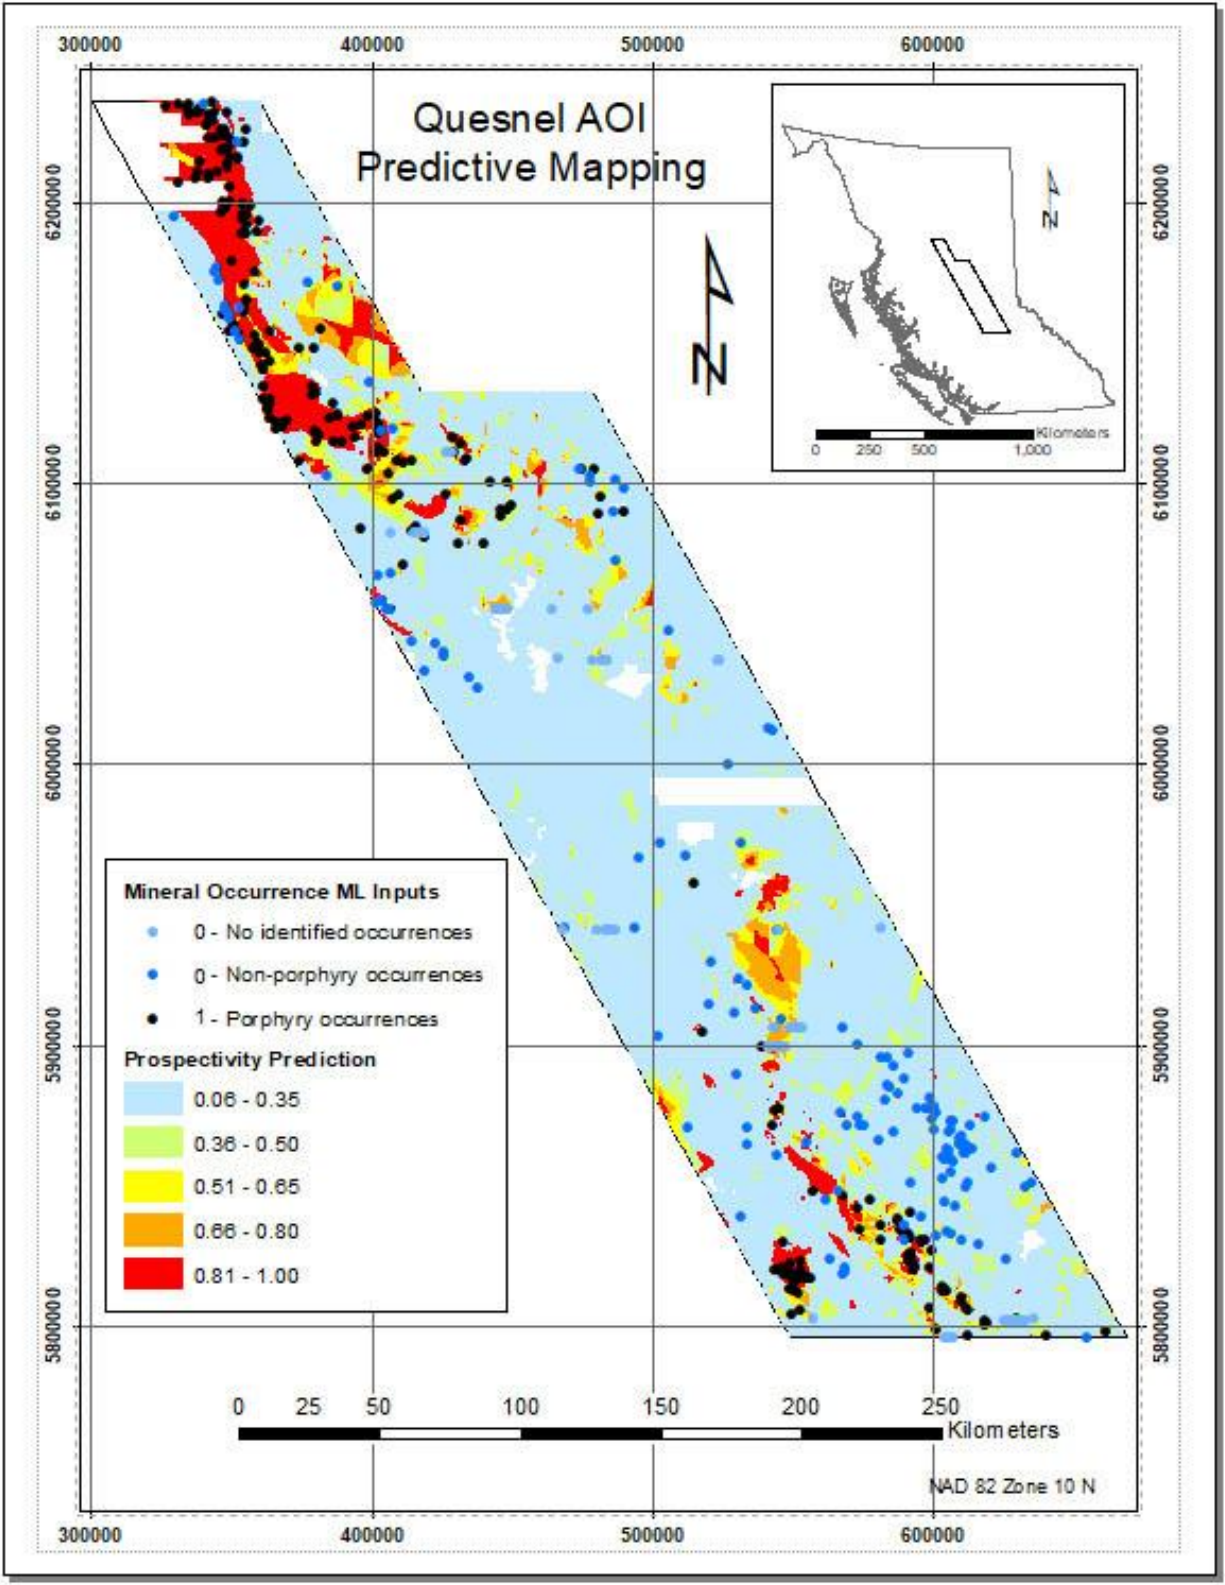 300000 400000 500000 600000
Quesnel AOI
Predictive Mapping
N
N
Kilometers
0 250 500 1,000
6200000 6200000
6100000 6100000
6000000 6000000
5900000 5900000
5800000 5800000
Mineral Occurrence ML Inputs
0 - No identified occurrences
0 - Non-porphyry occurrences
1 - Porphyry occurrences
Prospectivity Prediction
0.06 - 0.35
0.36 - 0.50
0.51 - 0.65
0.66 - 0.80
0.81 - 1.00
0 25 50 100 150 200 250
Kilometers
NAD 82 Zone 10 N
300000 400000 500000 600000